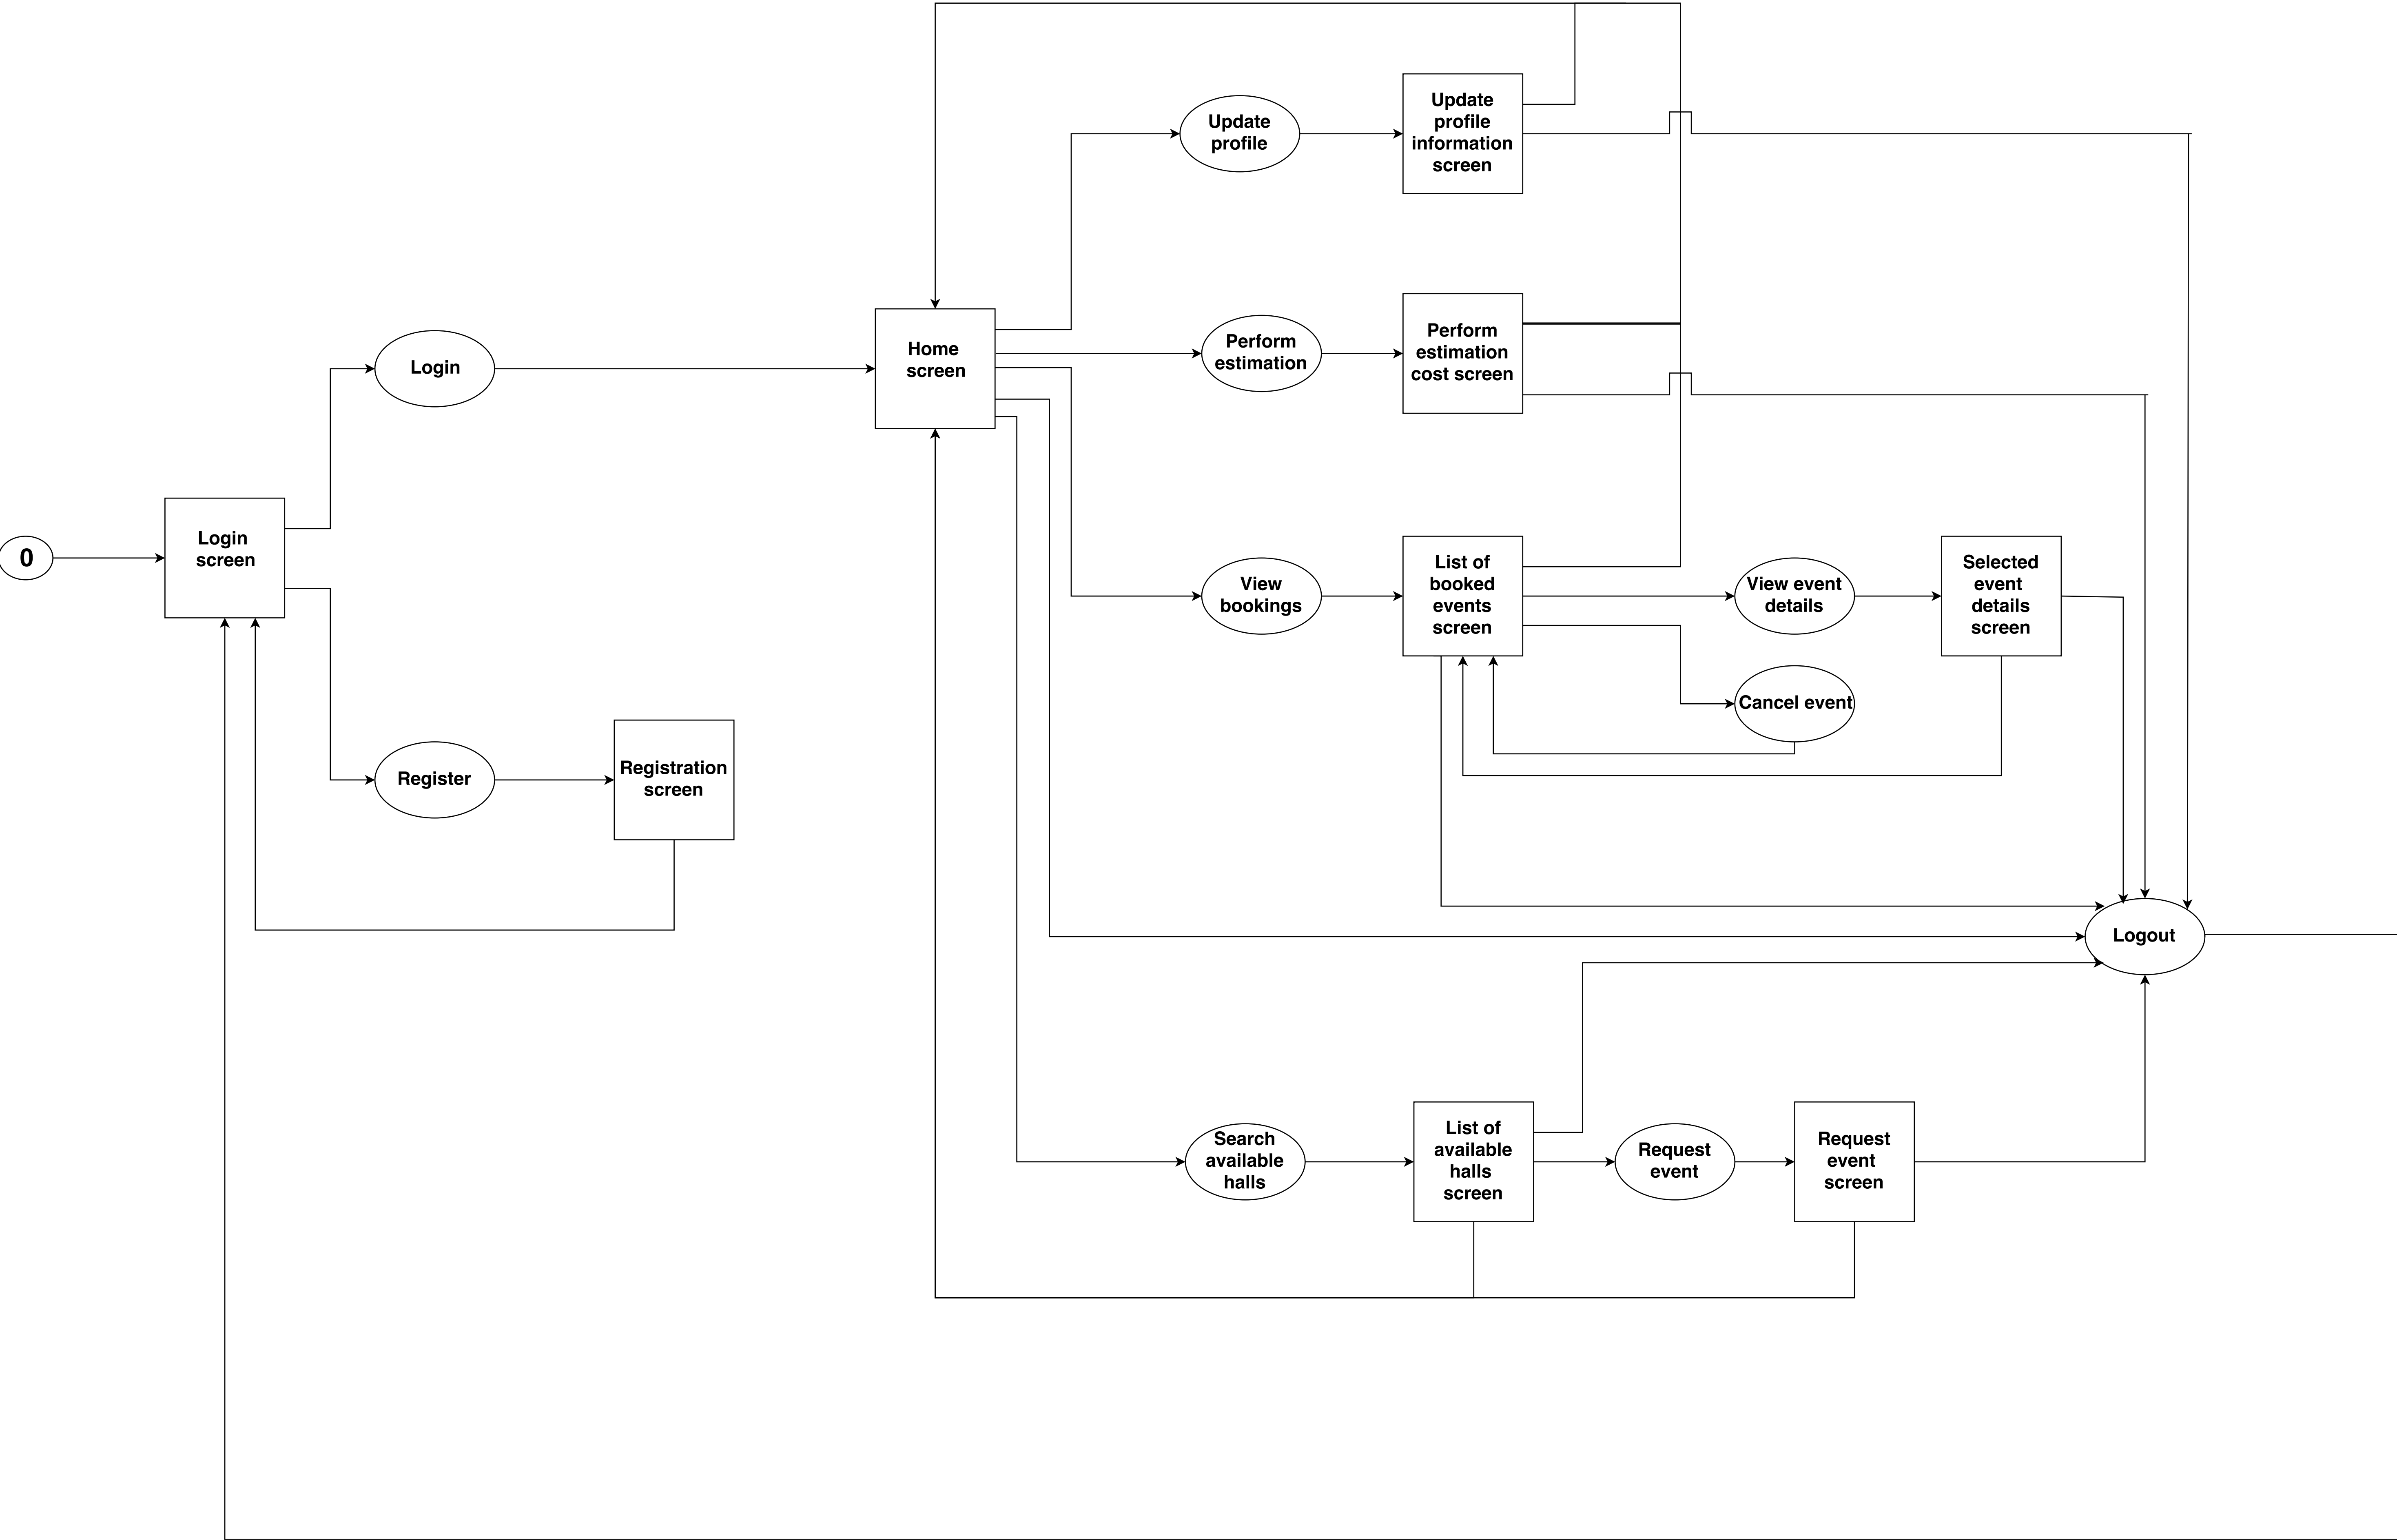 Update
profile
Update
profile
information
screen
Home
screen
Perform
estimation
Perform
estimation
cost screen
Login
0
Login
screen
View
bookings
List of
booked
events
screen
View event
details
Selected
event
details
screen
Cancel event
Register
Registration
screen
Logout
Search
available
halls
List of
available
halls
screen
Request
event
Request
event
screen